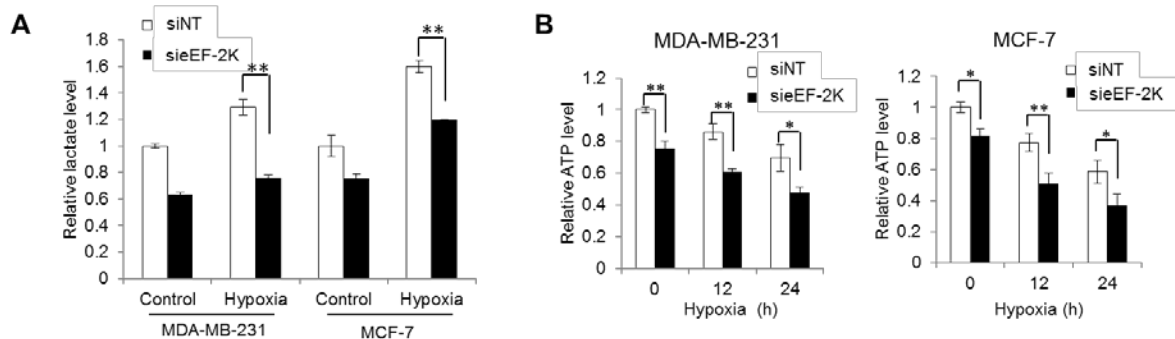 A
siNT
sieEF-2K
Relative lactate level
1.8
1.6
1.4
1.2
1
0.8
0.6
0.4
0.2
0
**
**
Control
Hypoxia
Control
Hypoxia
MDA-MB-231
MCF-7
B
MDA-MB-231
siNT
sieEF-2K
Relative ATP level
1.2
1
0.8
0.6
0.4
0.2
0
**
**
*
0
12
24
Hypoxia (h)
MCF-7
siNT
sieEF-2K
Relative ATP level
1.2
1
0.8
0.6
0.4
0.2
0
*
**
*
0
12
24
Hypoxia (h)